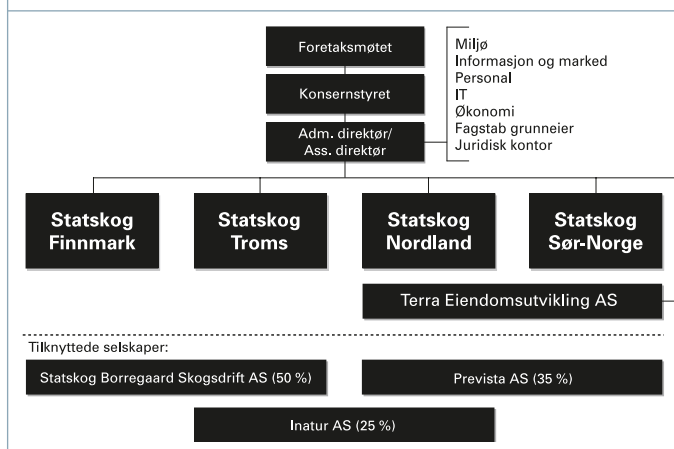 Foretaksmøtet
Konsernstyret
Adm. direktør/
Ass. direktør
Miljø
Informasjon og marked
Personal
IT
Økonomi
Fagstab grunneier
Juridisk kontor
Statskog
Finnmark
Statskog
Troms
Statskog
Nordland
Statskog
Sør-Norge
Terra Eiendomsutvikling AS
Tilknyttede selskaper:
Statskog Borregaard Skogsdrift AS (50 %)
Prevista AS (35 %)
Inatur AS (25 %)